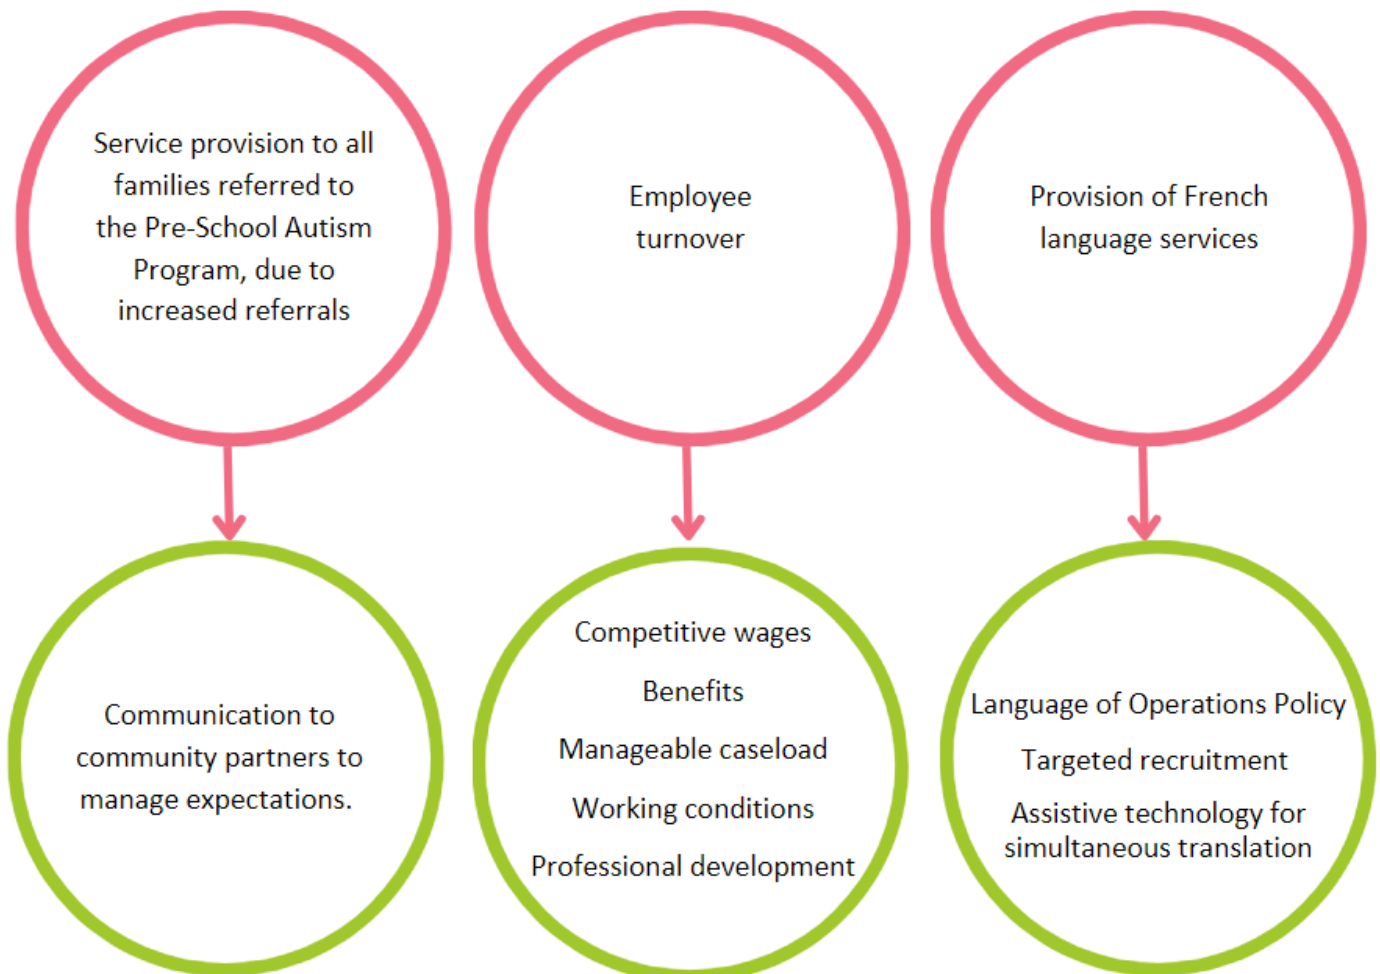 Service provision to all
families referred to
the Pre-School Autism
Program, due to
increased referrals
Employee
turnover
Provision of French
language services
Communication to
community partners to
manage expectations.
Competitive wages
Benefits
Manageable caseload
Working conditions
Professional development
Language of Operations Policy
Targeted recruitment
Assistive technology for
simultaneous translation